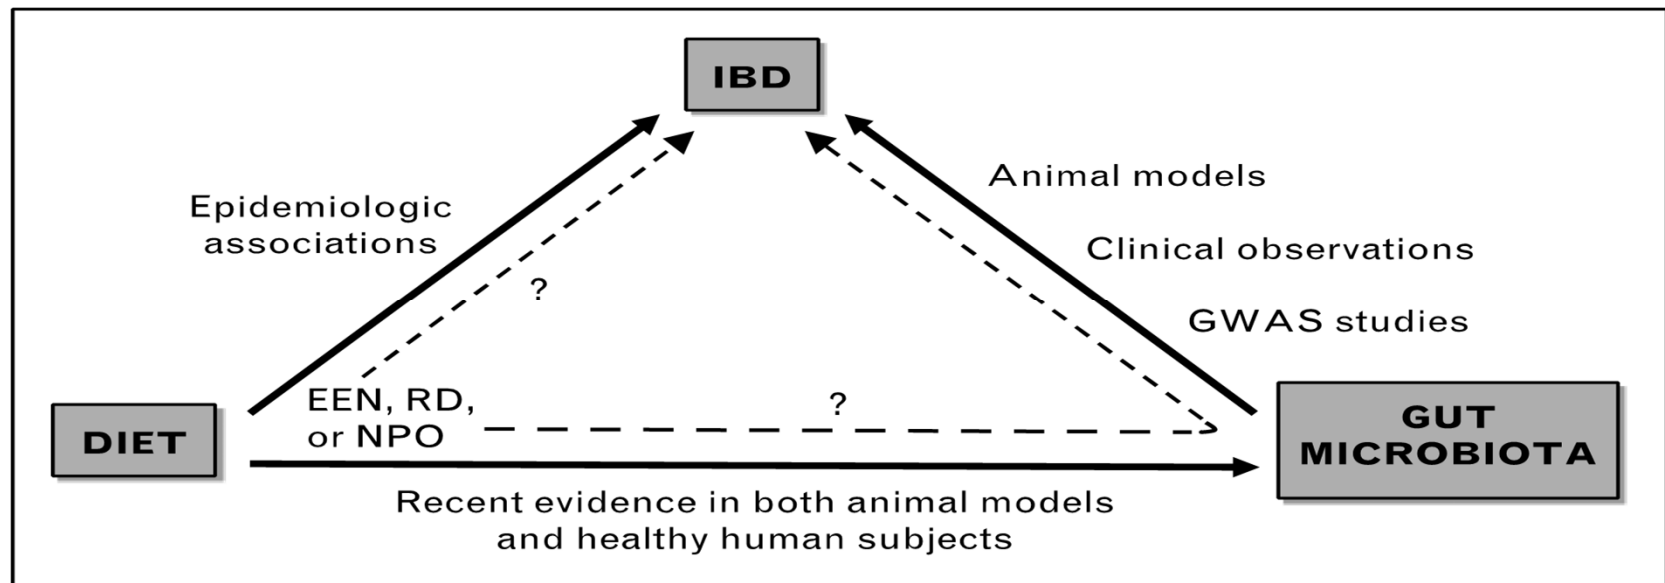 IBD
Animal models
Epidemiologic
associations
Clinical observations
?
GWAS studies
EEN, RD,
or NPO
?
DIET
GUT
MICROBIOTA
Recent evidence in both animal models
and healthy human subjects